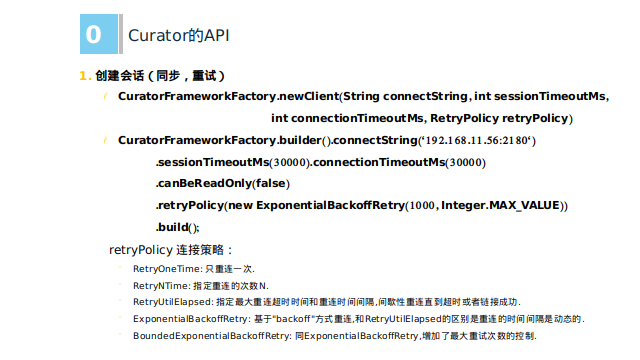 0
Curator的API
1. 创建会话（同步，重试）
CuratorFrameworkFactory.newClient(String connectString, int sessionTimeoutMs,
int connectionTimeoutMs, RetryPolicy retryPolicy)
CuratorFrameworkFactory.builder().connectString(‘192.168.11.56:2180‘)
.sessionTimeoutMs(30000).connectionTimeoutMs(30000)
.canBeReadOnly(false)
.retryPolicy(new ExponentialBackoffRetry(1000, Integer.MAX_VALUE))
.build();
retryPolicy 连接策略：
RetryOneTime: 只重连一次.
RetryNTime: 指定重连的次数N.
RetryUtilElapsed: 指定最大重连超时时间和重连时间间隔,间歇性重连直到超时或者链接成功.
ExponentialBackoffRetry: 基于"backoff"方式重连,和RetryUtilElapsed的区别是重连的时间间隔是动态的.
BoundedExponentialBackoffRetry: 同ExponentialBackoffRetry,增加了最大重试次数的控制.